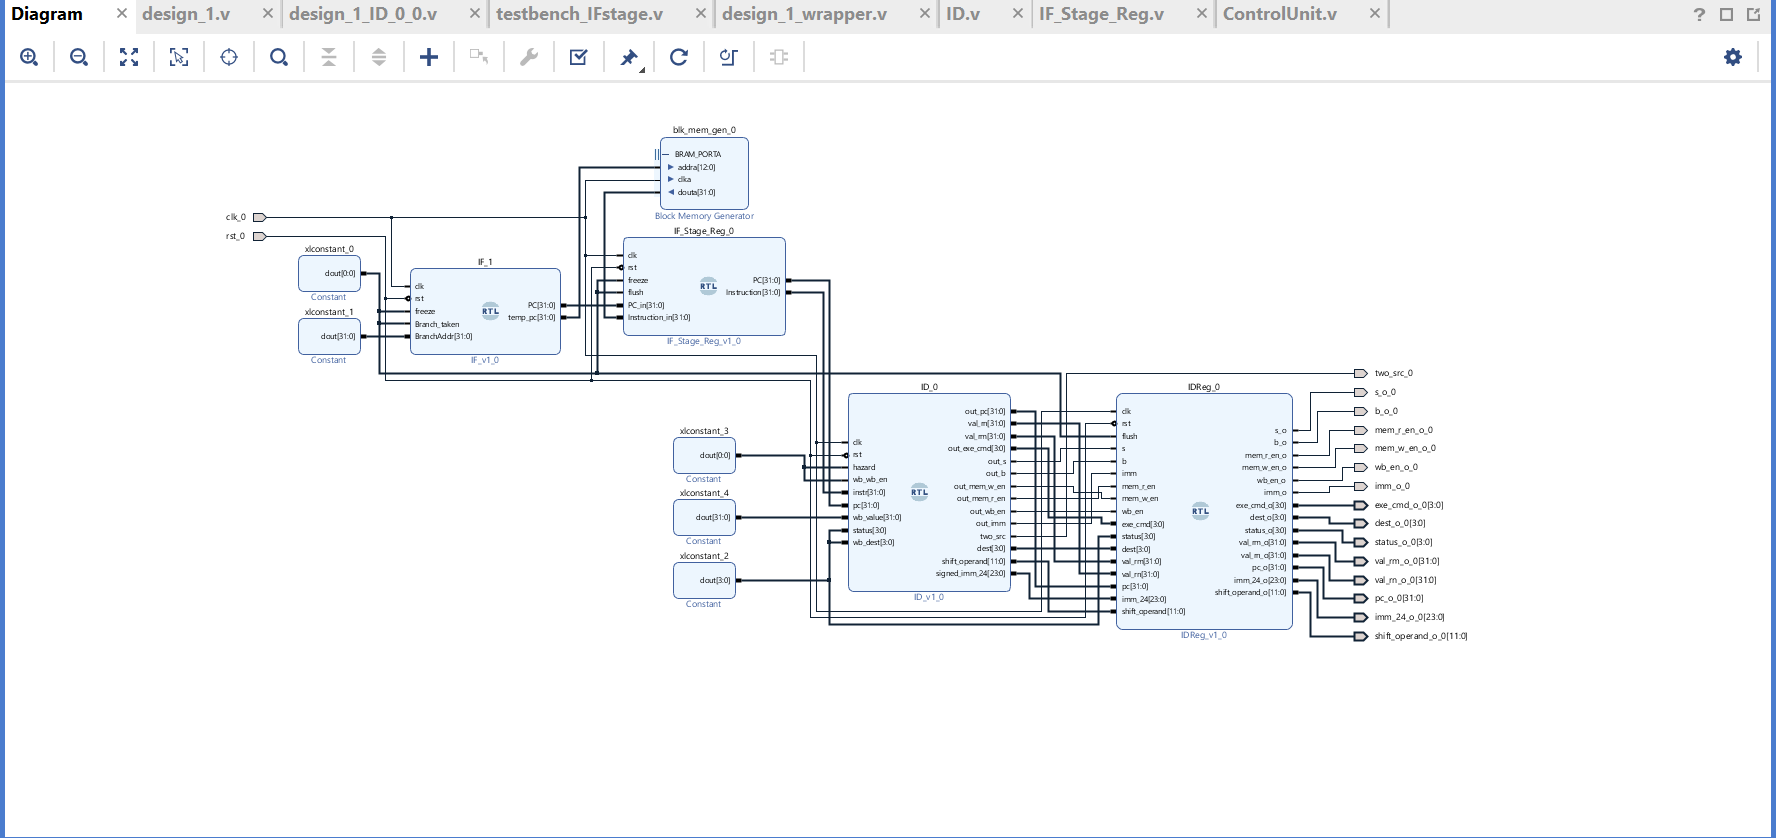 Diagram
design_1.v
design_1_ID_0_0.v
testbench_IFstage.v
design_1_wrapper.v
ID.v
IF_Stage_Reg.v
ControlUnit.v
?
blk_mem_gen_0
BRAM_PORTA
addra[12:0]
clka
douta[31:0]
Block Memory Generator
clk_0
rst_0
xlconstant_0
dout[0:0]
Constant
xlconstant_1
dout[31:0]
Constant
IF_1
clk
rst
freeze
Branch_taken
BranchAddr[31:0]
RTL
PC[31:0]
temp_pc[31:0]
IF_v1_0
IF_Stage_Reg_0
clk
rst
freeze
flush
PC_in[31:0]
Instruction_in[31:0]
RTL
PC[31:0]
Instruction[31:0]
IF_Stage_Reg_v1_0
xlconstant_3
dout[0:0]
Constant
xlconstant_4
dout[31:0]
Constant
xlconstant_2
dout[3:0]
Constant
ID_0
clk
rst
hazard
wb_wb_en
instr[31:0]
pc[31:0]
wb_value[31:0]
status[3:0]
wb_dest[3:0]
RTL
out_pc[31:0]
val_rn[31:0]
val_rm[31:0]
out_exe_cmd[3:0]
out_s
out_b
out_mem_w_en
out_mem_r_en
out_wb_en
out_imm
two_src
dest[3:0]
shift_operand[11:0]
signed_imm_24[23:0]
ID_v1_0
IDReg_0
clk
rst
flush
s
b
imm
mem_r_en
mem_w_en
wb_en
exe_cmd[3:0]
status[3:0]
dest[3:0]
val_rm[31:0]
val_rn[31:0]
pc[31:0]
imm_24[23:0]
shift_operand[11:0]
RTL
s_o
b_o
mem_r_en_o
mem_w_en_o
wb_en_o
imm_o
exe_cmd_o[3:0]
dest_o[3:0]
status_o[3:0]
val_rm_o[31:0]
val_rn_o[31:0]
pc_o[31:0]
imm_24_o[23:0]
shift_operand_o[11:0]
IDReg_v1_0
two_src_0
s_o_0
b_o_0
mem_r_en_o_0
mem_w_en_o_0
wb_en_o_0
imm_o_0
exe_cmd_o_0[3:0]
dest_o_0[3:0]
status_o_0[3:0]
val_rm_o_0[31:0]
val_rn_o_0[31:0]
pc_o_0[31:0]
imm_24_o_0[23:0]
shift_operand_o_0[11:0]